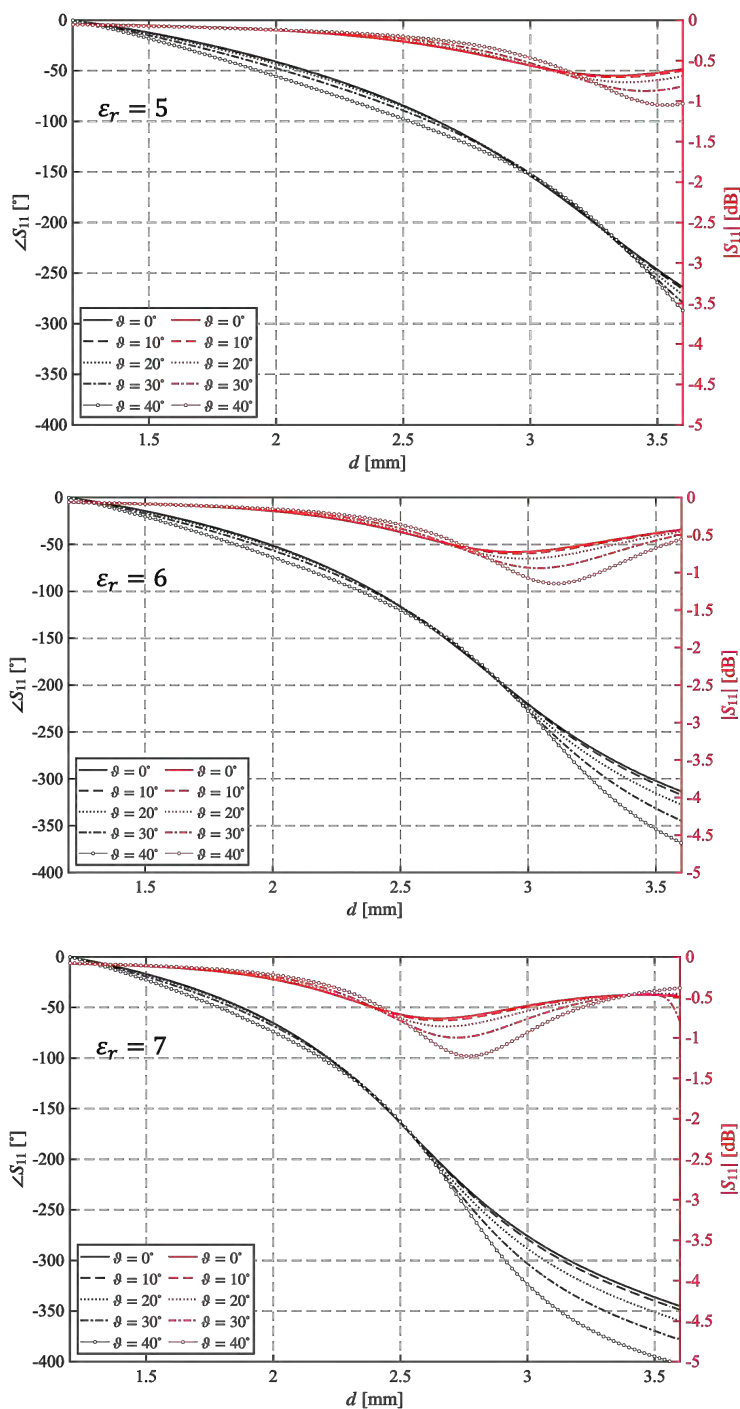 0
-50
-100
-150
-200
-250
-300
-350
-400
∠S₁₁ [°]
εᵣ = 5
ϑ = 0° ϑ = 0°
ϑ = 10° ϑ = 10°
ϑ = 20° ϑ = 20°
ϑ = 30° ϑ = 30°
ϑ = 40° ϑ = 40°
1.5 2 2.5 3 3.5
d [mm]
0
-0.5
-1
-1.5
-2
-2.5
-3
-3.5
-4
-4.5
-5
|S₁₁| [dB]
0
-50
-100
-150
-200
-250
-300
-350
-400
∠S₁₁ [°]
εᵣ = 6
ϑ = 0° ϑ = 0°
ϑ = 10° ϑ = 10°
ϑ = 20° ϑ = 20°
ϑ = 30° ϑ = 30°
ϑ = 40° ϑ = 40°
1.5 2 2.5 3 3.5
d [mm]
0
-0.5
-1
-1.5
-2
-2.5
-3
-3.5
-4
-4.5
-5
|S₁₁| [dB]
0
-50
-100
-150
-200
-250
-300
-350
-400
∠S₁₁ [°]
εᵣ = 7
ϑ = 0° ϑ = 0°
ϑ = 10° ϑ = 10°
ϑ = 20° ϑ = 20°
ϑ = 30° ϑ = 30°
ϑ = 40° ϑ = 40°
1.5 2 2.5 3 3.5
d [mm]
0
-0.5
-1
-1.5
-2
-2.5
-3
-3.5
-4
-4.5
-5
|S₁₁| [dB]